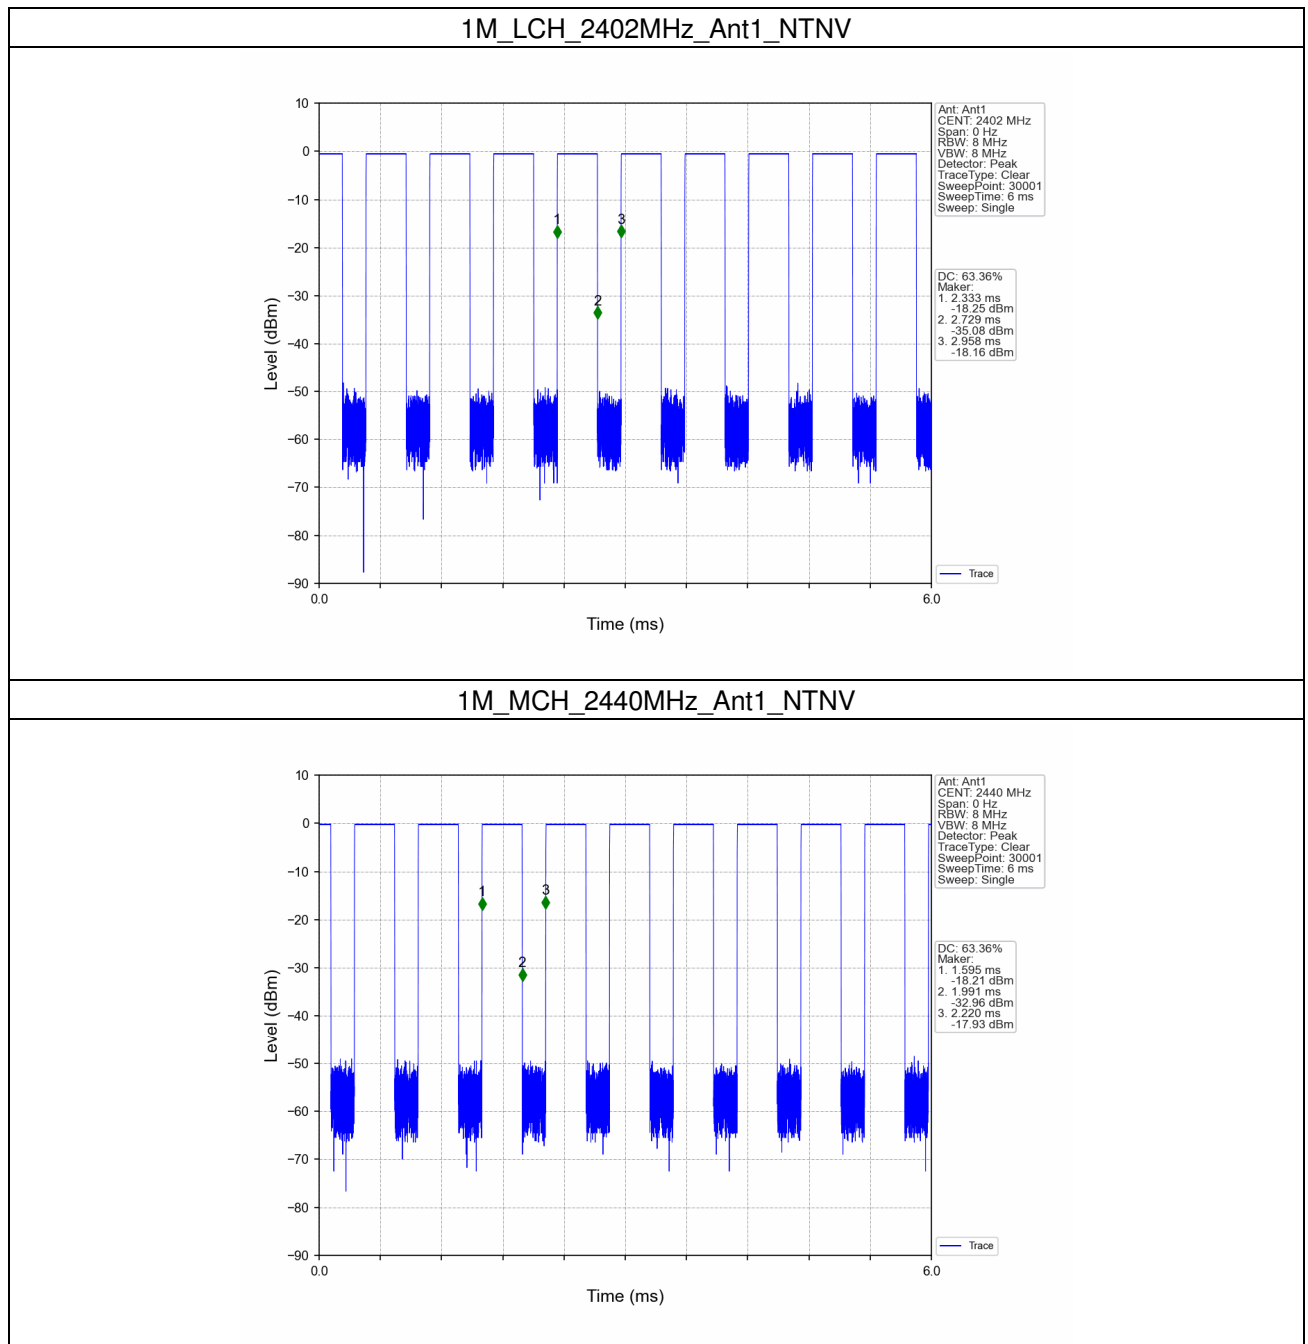 1M_LCH_2402MHz_Ant1_NTNV
10
0
−10
−20
−30
−40
−50
−60
−70
−80
−90
Level (dBm)
1
2
3
0.0
6.0
Time (ms)
Ant: Ant1
CENT: 2402 MHz
Span: 0 Hz
RBW: 8 MHz
VBW: 8 MHz
Detector: Peak
TraceType: Clear
SweepPoint: 30001
SweepTime: 6 ms
Sweep: Single
DC: 63.36%
Maker:
1. 2.333 ms
-18.25 dBm
2. 2.729 ms
-35.08 dBm
3. 2.958 ms
-18.16 dBm
Trace
1M_MCH_2440MHz_Ant1_NTNV
10
0
−10
−20
−30
−40
−50
−60
−70
−80
−90
Level (dBm)
1
2
3
0.0
6.0
Time (ms)
Ant: Ant1
CENT: 2440 MHz
Span: 0 Hz
RBW: 8 MHz
VBW: 8 MHz
Detector: Peak
TraceType: Clear
SweepPoint: 30001
SweepTime: 6 ms
Sweep: Single
DC: 63.36%
Maker:
1. 1.595 ms
-18.21 dBm
2. 1.991 ms
-32.96 dBm
3. 2.220 ms
-17.93 dBm
Trace